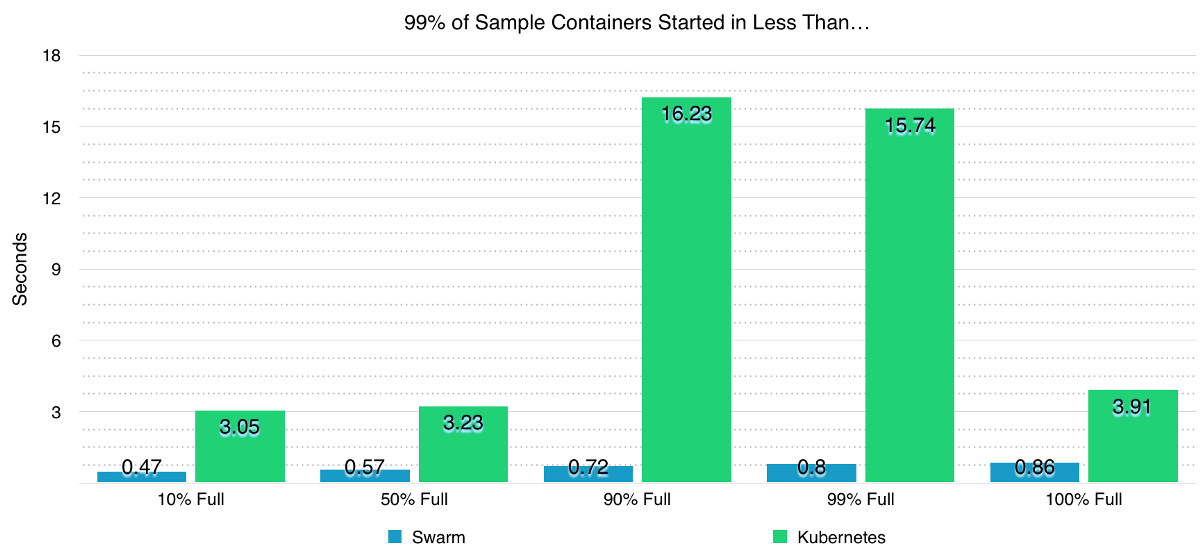 99% of Sample Containers Started in Less Than…
18
15
12
9
6
3
Seconds
0.47
3.05
0.57
3.23
0.72
16.23
0.8
15.74
0.86
3.91
10% Full
50% Full
90% Full
99% Full
100% Full
Swarm
Kubernetes